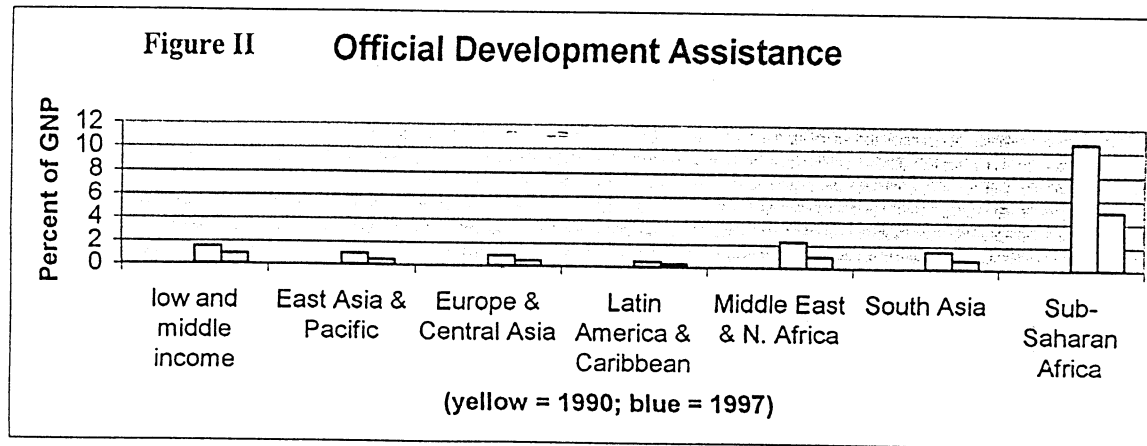 Figure II
Official Development Assistance
Percent of GNP
12
10
8
6
4
2
0
low and
middle
income
East Asia &
Pacific
Europe &
Central Asia
Latin
America &
Caribbean
Middle East
& N. Africa
South Asia
Sub-
Saharan
Africa
(yellow = 1990; blue = 1997)